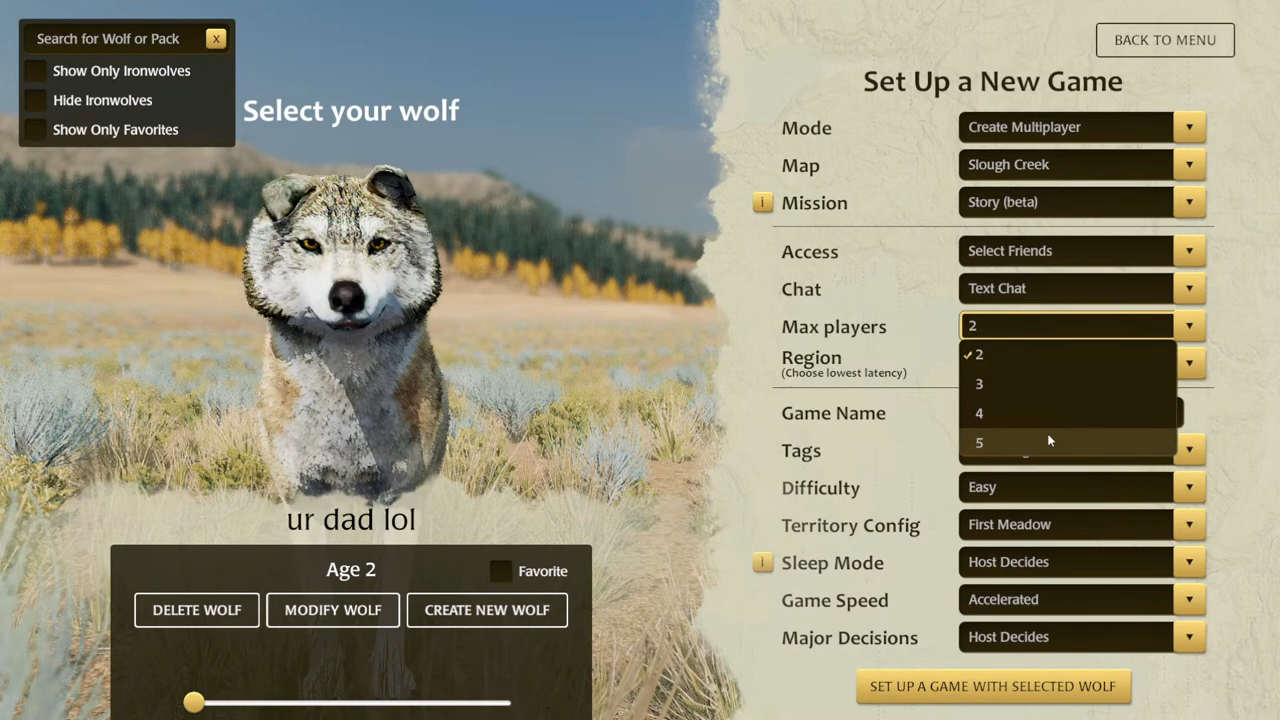 Search for Wolf or Pack
x
Show Only Ironwolves
Hide Ironwolves
Show Only Favorites
Select your wolf
ur dad lol
Age 2
Favorite
DELETE WOLF
MODIFY WOLF
CREATE NEW WOLF
BACK TO MENU
Set Up a New Game
Mode
Create Multiplayer
Map
Slough Creek
i
Mission
Story (beta)
Access
Select Friends
Chat
Text Chat
Max players
2
2
3
4
5
Region
(Choose lowest latency)
Game Name
Tags
Difficulty
Easy
Territory Config
First Meadow
i
Sleep Mode
Host Decides
Game Speed
Accelerated
Major Decisions
Host Decides
SET UP A GAME WITH SELECTED WOLF